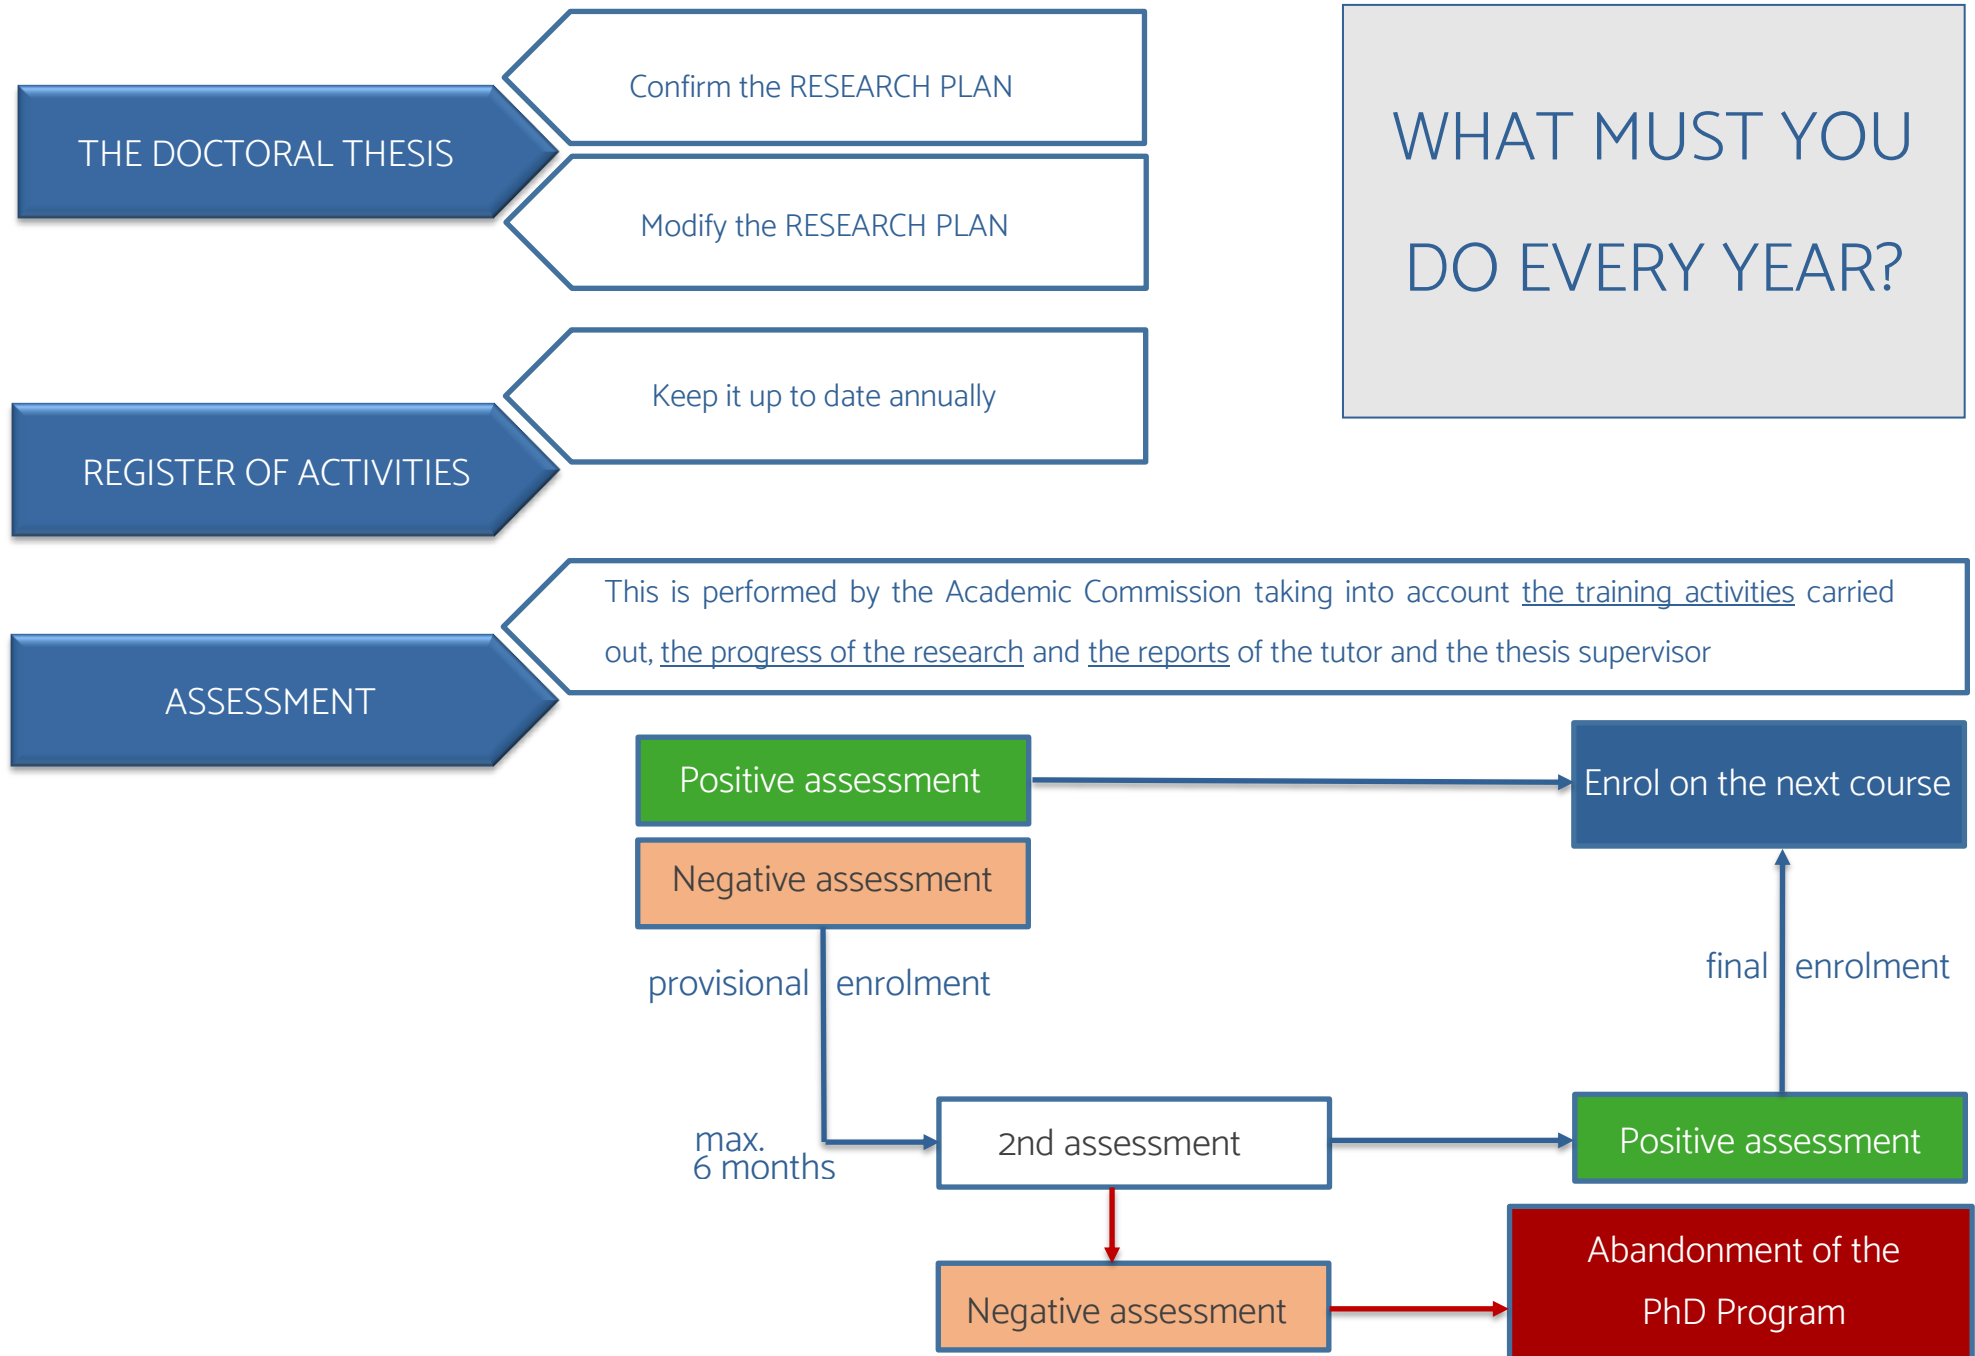 Confirm the RESEARCH PLAN
THE DOCTORAL THESIS
Modify the RESEARCH PLAN
WHAT MUST YOU
DO EVERY YEAR?
Keep it up to date annually
REGISTER OF ACTIVITIES
This is performed by the Academic Commission taking into account the training activities carried
out, the progress of the research and the reports of the tutor and the thesis supervisor
ASSESSMENT
Positive assessment
Enrol on the next course
Negative assessment
provisional enrolment
final enrolment
max.
6 months
2nd assessment
Positive assessment
Negative assessment
Abandonment of the
PhD Program